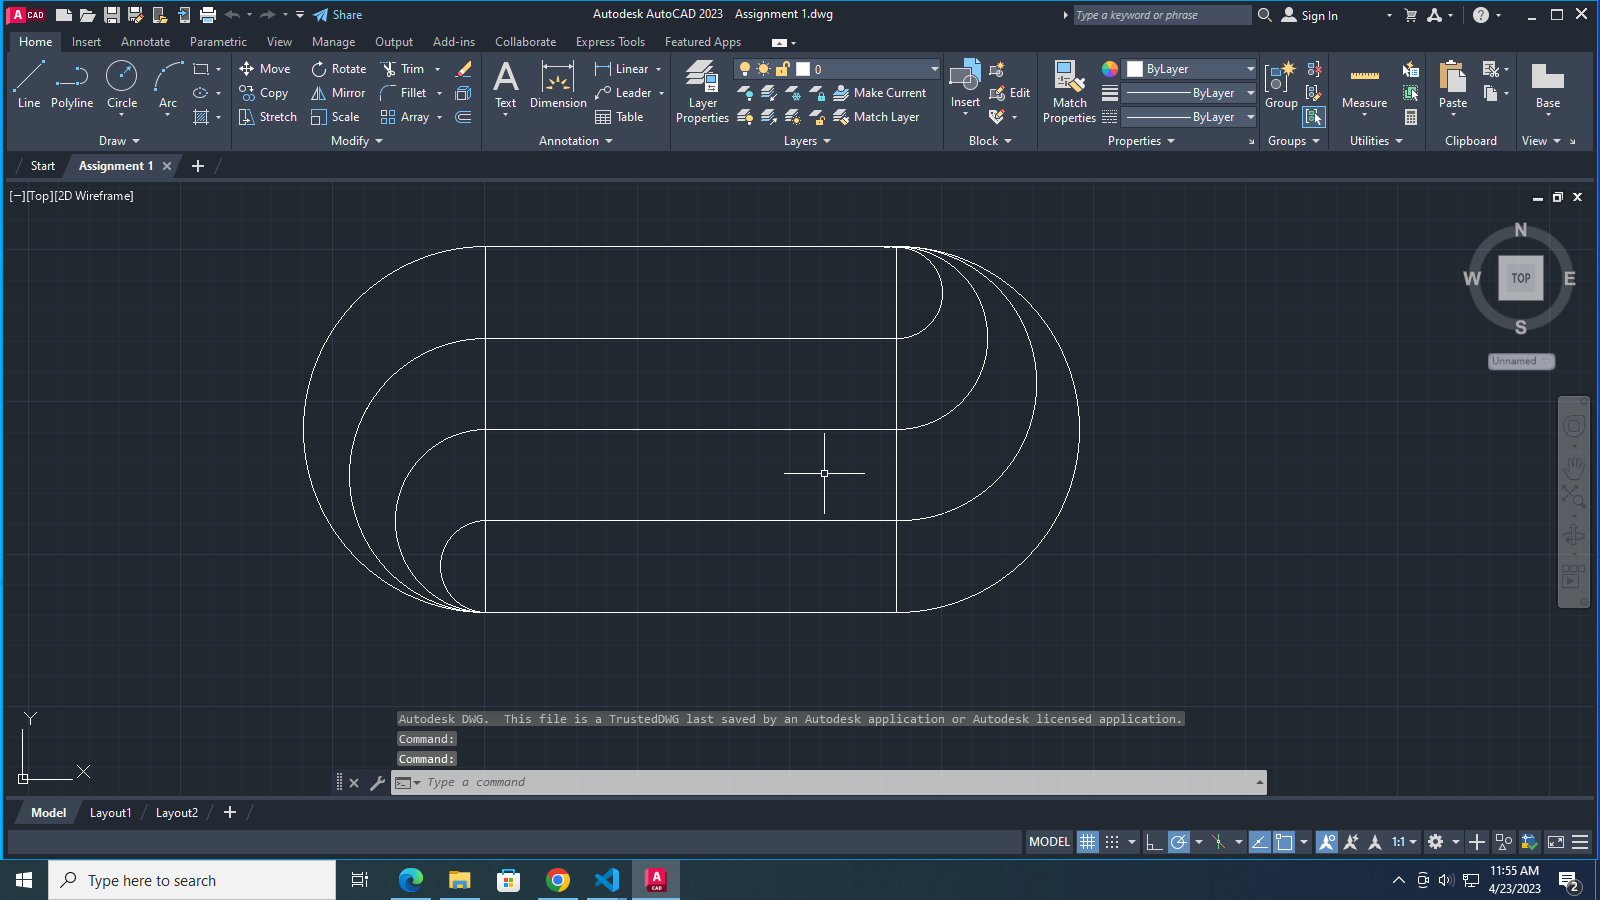 A CAD Share Autodesk AutoCAD 2023 Assignment 1.dwg Type a keyword or phrase Sign In
Home Insert Annotate Parametric View Manage Output Add-ins Collaborate Express Tools Featured Apps
Line Polyline Circle Arc
Move Rotate Trim
Copy Mirror Fillet
Stretch Scale Array
Text Dimension
Linear
Leader
Table
Layer Properties
0
Make Current
Match Layer
Insert
Edit
Match Properties
ByLayer
ByLayer
ByLayer
Group
Measure
Paste
Base
Draw Modify Annotation Layers Block Properties Groups Utilities Clipboard View
Start Assignment 1
[−][Top][2D Wireframe]
N
W TOP E
S
Unnamed
Y
X
Autodesk DWG. This file is a TrustedDWG last saved by an Autodesk application or Autodesk licensed application.
Command:
Command:
Type a command
Model Layout1 Layout2
MODEL 1:1
Type here to search
A CAD
11:55 AM
4/23/2023
2